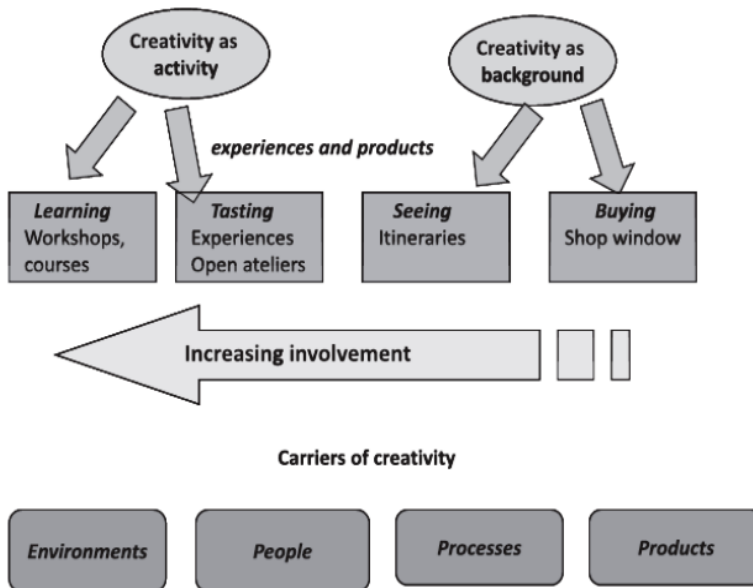 Creativity as
activity
Creativity as
background
experiences and products
Learning
Workshops,
courses
Tasting
Experiences
Open ateliers
Seeing
Itineraries
Buying
Shop window
Increasing involvement
Carriers of creativity
Environments
People
Processes
Products